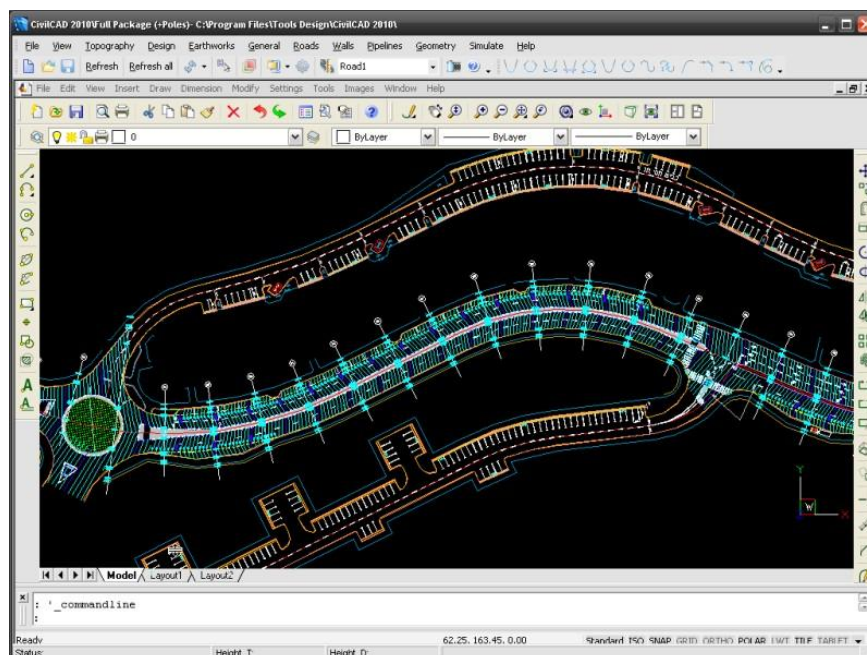 CivilCAD 2010\Full Package (+Poles)- C:\Program Files\Tools Design\CivilCAD 2010\
File View Topography Design Earthworks General Roads Walls Pipelines Geometry Simulate Help
Refresh Refresh all Road1
File Edit View Insert Draw Dimension Modify Settings Tools Images Window Help
0 ByLayer ByLayer ByLayer
A
A
Y
W X
Model Layout1 Layout2
: '_commandline
:
Ready 62.25, 163.45, 0.00 Standard ISO SNAP GRID ORTHO POLAR LWT TILE TABLET
Status: Height_T: Height_D: